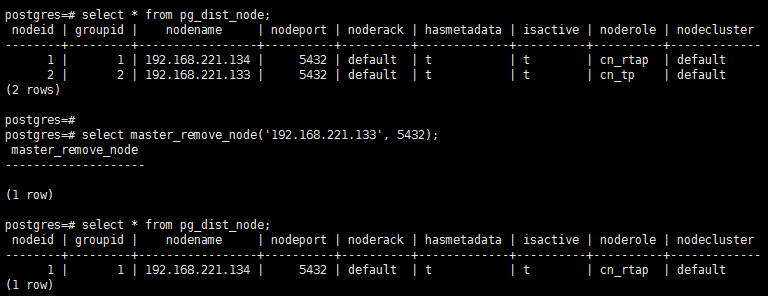 postgres=# select * from pg_dist_node;
 nodeid | groupid |    nodename     | nodeport | noderack | hasmetadata | isactive | noderole | nodecluster
--------+---------+-----------------+----------+----------+-------------+----------+----------+-------------
      1 |       1 | 192.168.221.134 |     5432 | default  | t           | t        | cn_rtap  | default
      2 |       2 | 192.168.221.133 |     5432 | default  | t           | t        | cn_tp    | default
(2 rows)

postgres=#
postgres=# select master_remove_node('192.168.221.133', 5432);
 master_remove_node
--------------------

(1 row)

postgres=# select * from pg_dist_node;
 nodeid | groupid |    nodename     | nodeport | noderack | hasmetadata | isactive | noderole | nodecluster
--------+---------+-----------------+----------+----------+-------------+----------+----------+-------------
      1 |       1 | 192.168.221.134 |     5432 | default  | t           | t        | cn_rtap  | default
(1 row)